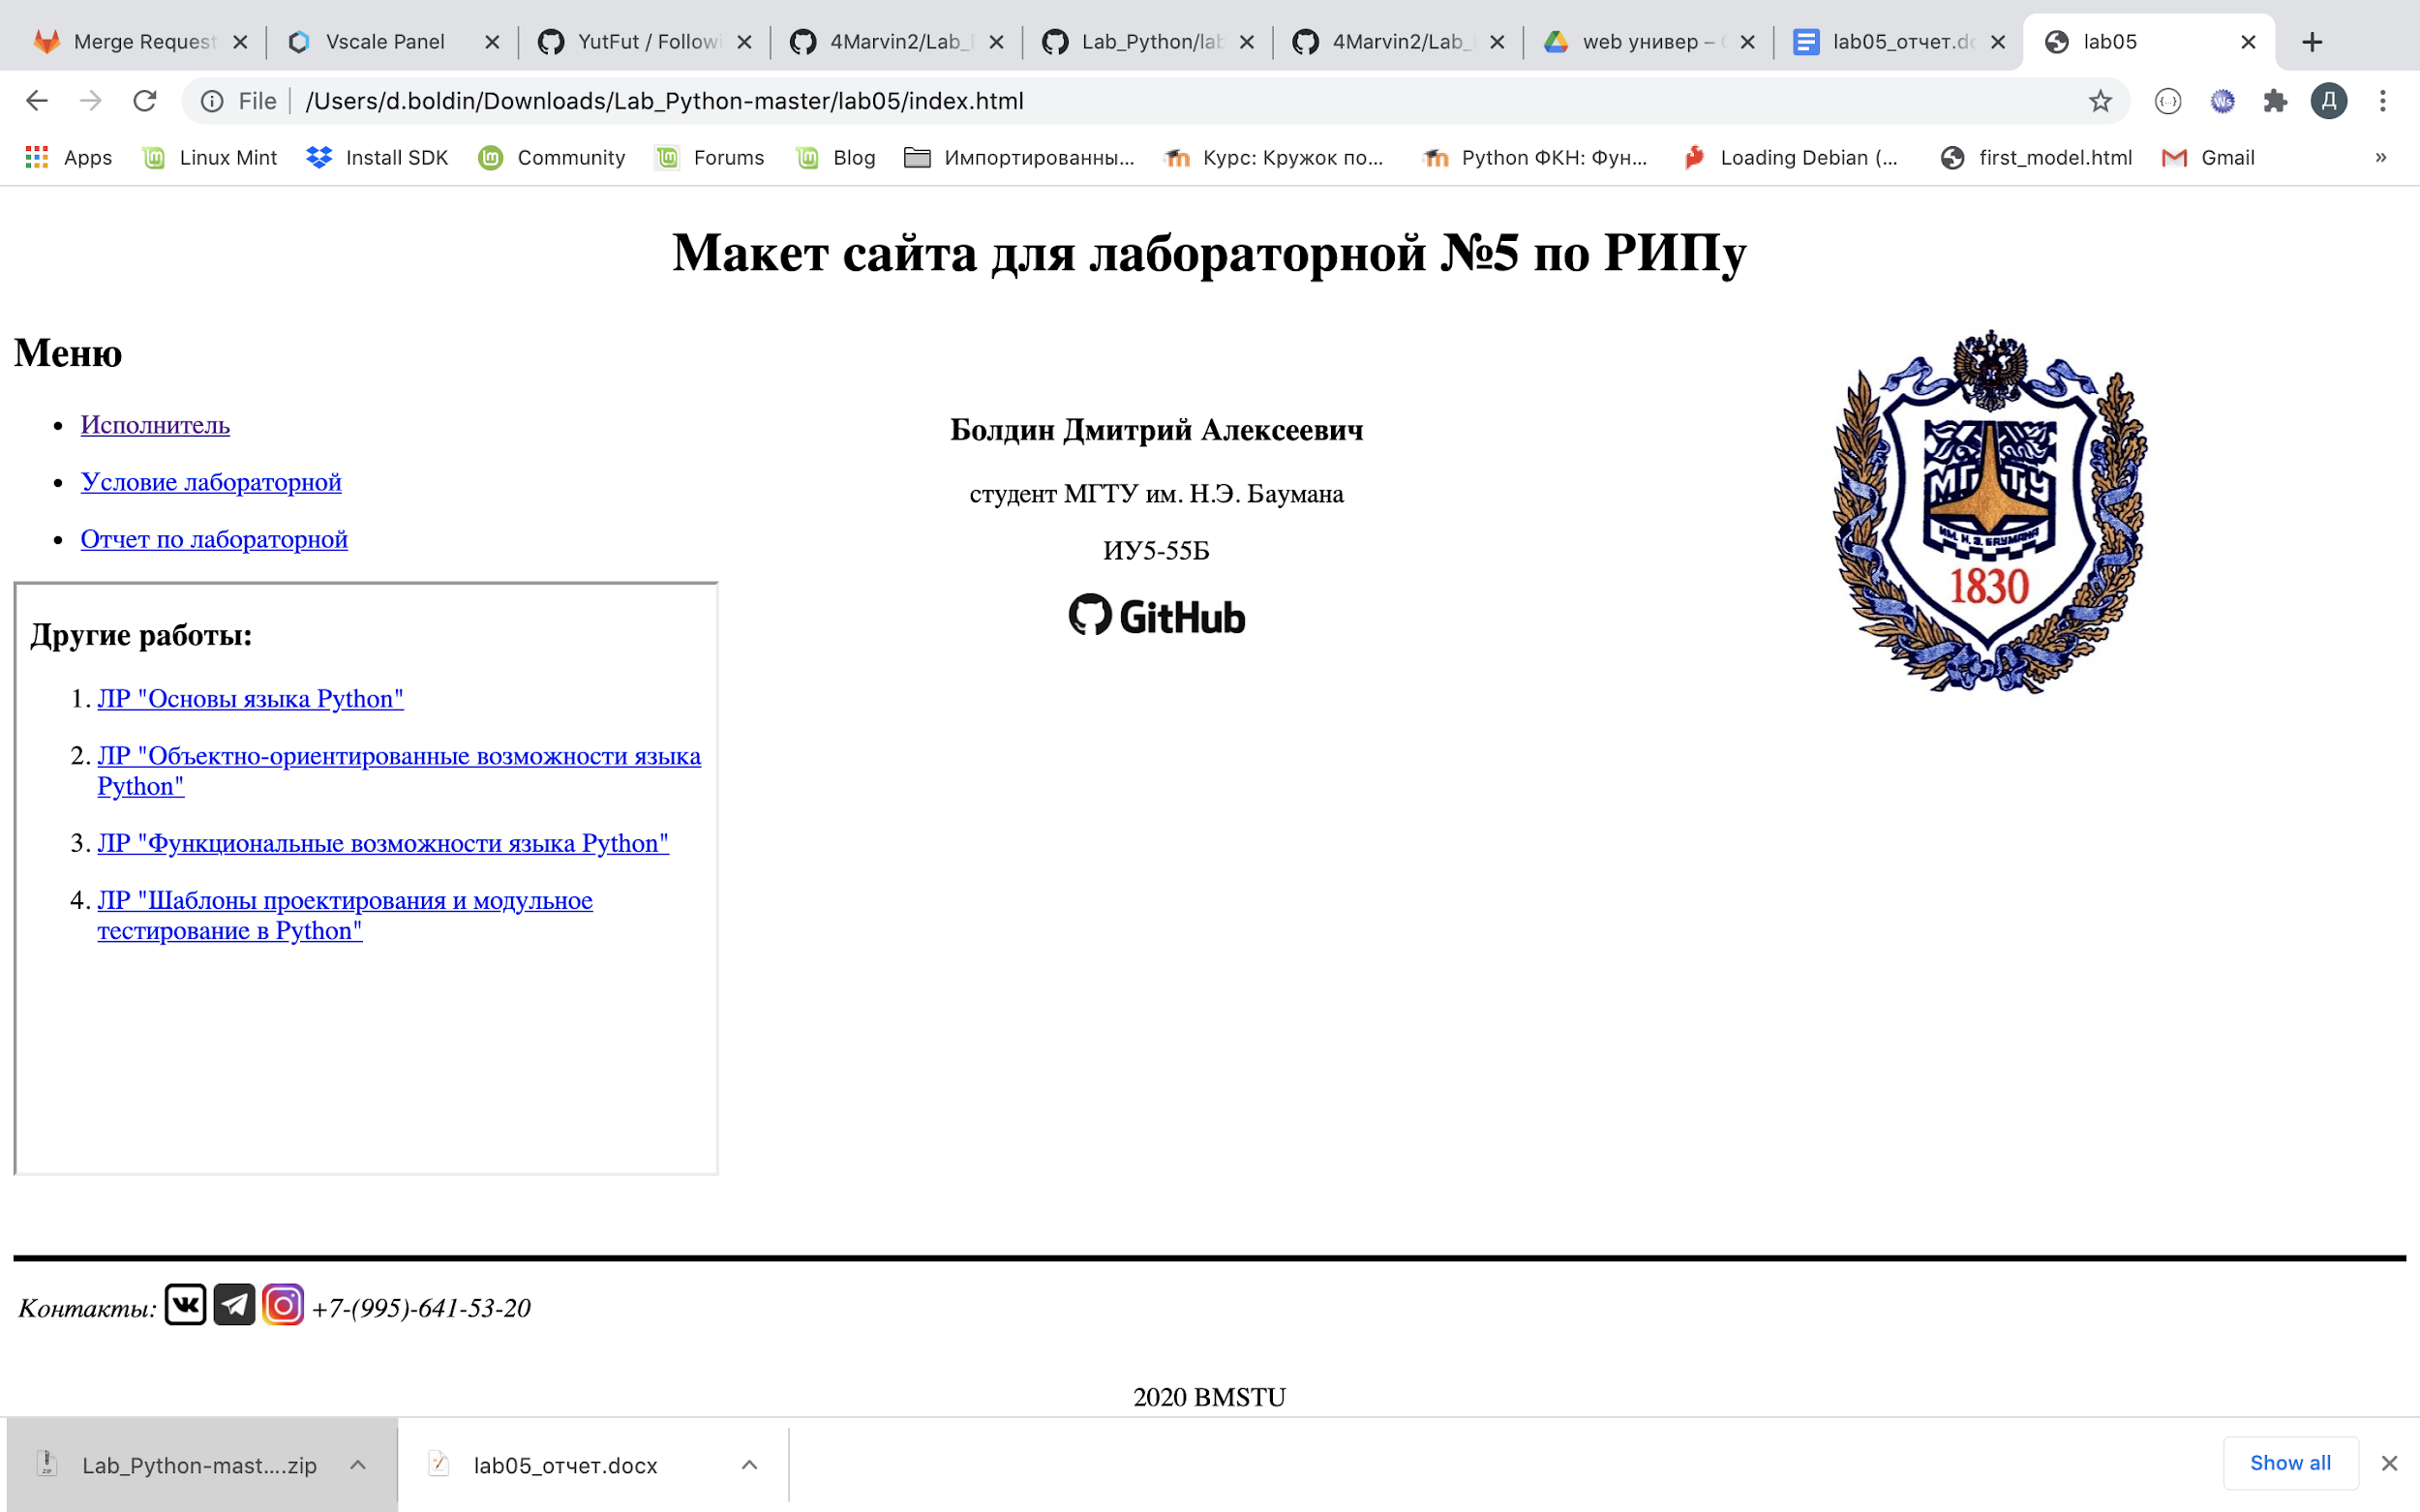 Merge Request
Vscale Panel
YutFut / Followi
4Marvin2/Lab_
Lab_Python/lab
4Marvin2/Lab_
web универ –
lab05_отчет.do
lab05
File
/Users/d.boldin/Downloads/Lab_Python-master/lab05/index.html
Д
Apps
Linux Mint
Install SDK
Community
Forums
Blog
Импортированны...
Курс: Кружок по...
Python ФКН: Фун...
Loading Debian (...
first_model.html
Gmail
»
Макет сайта для лабораторной №5 по РИПу
Меню
• Исполнитель
• Условие лабораторной
• Отчет по лабораторной
Другие работы:
1. ЛР "Основы языка Python"
2. ЛР "Объектно-ориентированные возможности языка
Python"
3. ЛР "Функциональные возможности языка Python"
4. ЛР "Шаблоны проектирования и модульное
тестирование в Python"
Болдин Дмитрий Алексеевич
студент МГТУ им. Н.Э. Баумана
ИУ5-55Б
GitHub
МГТУ
ИМ. Н. Э. БАУМАНА
1830
Контакты: +7-(995)-641-53-20
2020 BMSTU
Lab_Python-mast....zip
lab05_отчет.docx
Show all